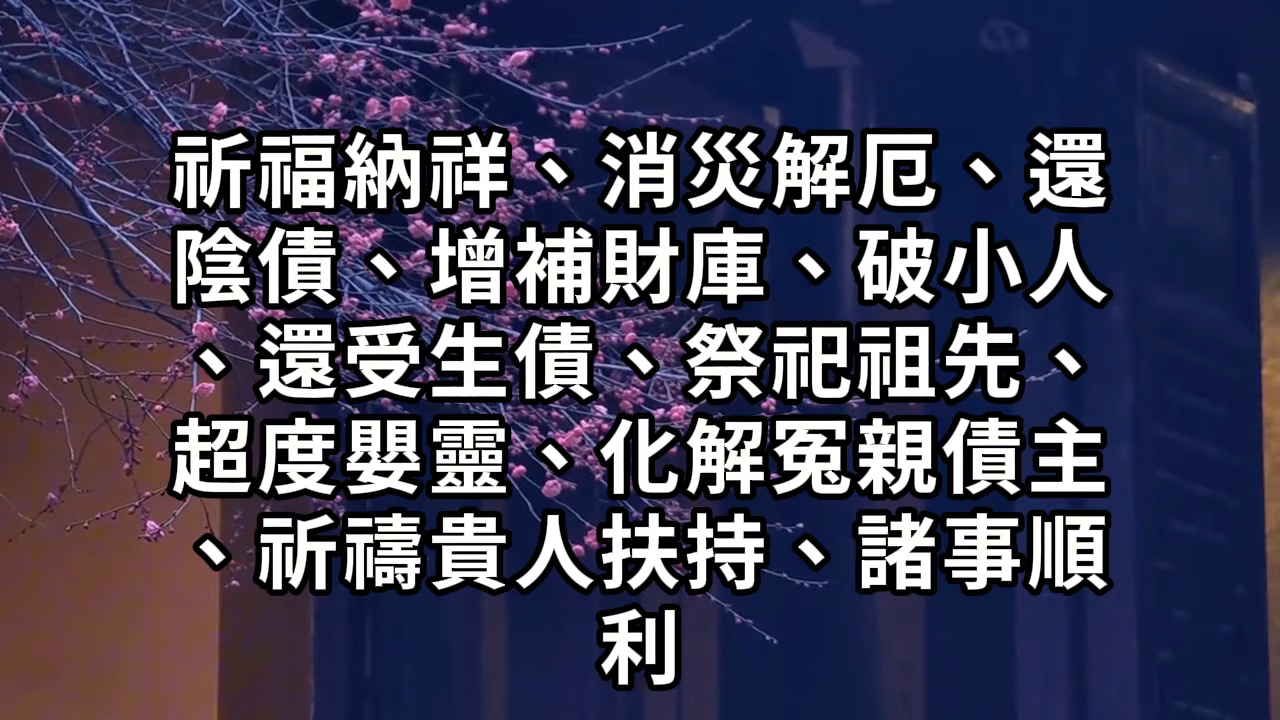 祈福納祥、消災解厄、還
陰債、增補財庫、破小人
、還受生債、祭祀祖先、
超度嬰靈、化解冤親債主
、祈禱貴人扶持、諸事順
利